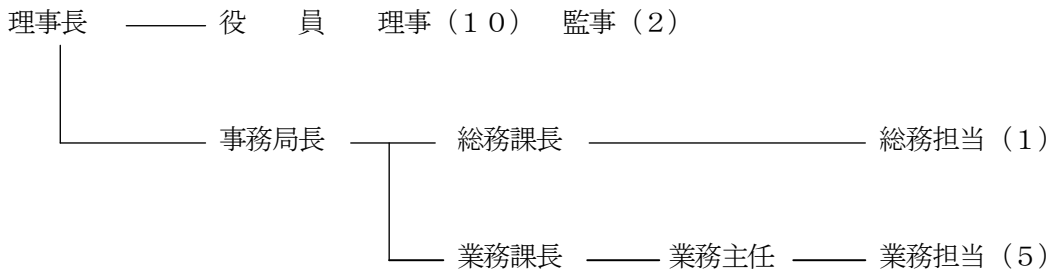 理事長 役　員 理事（１０） 監事（２）
事務局長 総務課長 総務担当（１）
業務課長 業務主任 業務担当（５）